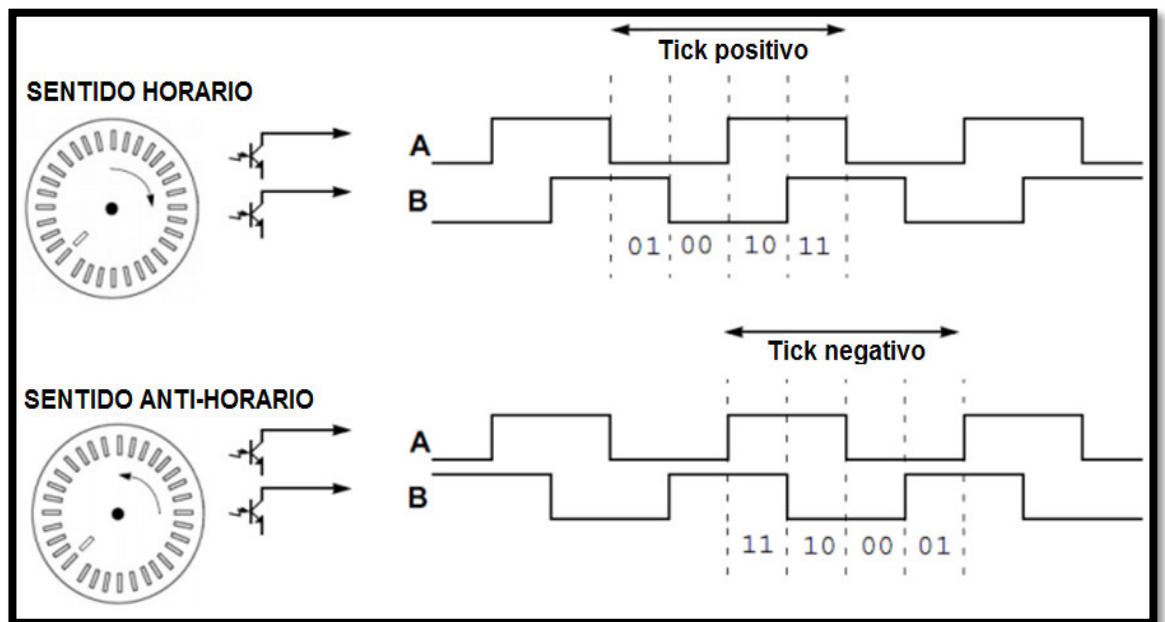 Tick positivo
SENTIDO HORARIO
A
B
01 00 10 11
Tick negativo
SENTIDO ANTI-HORARIO
A
B
11 10 00 01